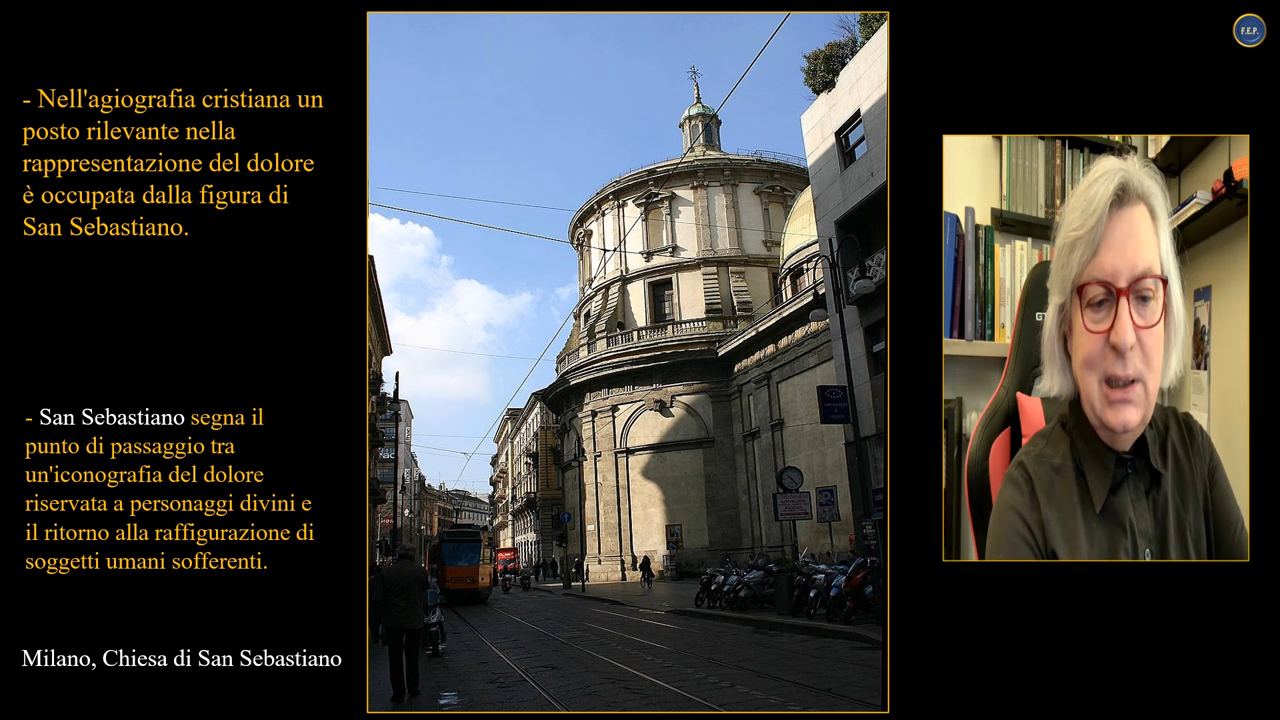 - Nell'agiografia cristiana un
posto rilevante nella
rappresentazione del dolore
è occupata dalla figura di
San Sebastiano.
- San Sebastiano segna il
punto di passaggio tra
un'iconografia del dolore
riservata a personaggi divini e
il ritorno alla raffigurazione di
soggetti umani sofferenti.
Milano, Chiesa di San Sebastiano
F.E.P.
GT